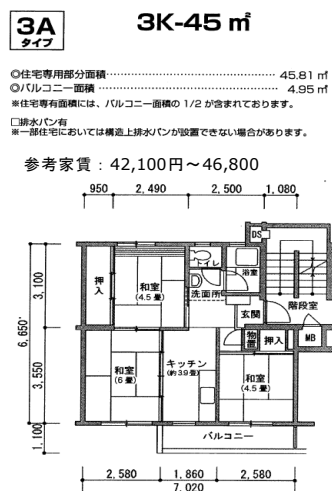 3A
タイプ
3K-45 ㎡
◎住宅専用部分面積 45.81 ㎡
◎バルコニー面積 4.95 ㎡
※住宅専有面積には、バルコニー面積の 1/2 が含まれております。
□排水パン有
※一部住宅においては構造上排水パンが設置できない場合があります。
参考家賃：42,100円～46,800
950 2,490 2,500 1,080
DS
トイレ
浴室
押入
和室
(4.5 畳)
洗面所
階段室
玄関
3,100
6,650
3,550
1,100
物置
押入
MB
キッチン
(約3.9畳)
和室
(6 畳)
和室
(4.5 畳)
バルコニー
2,580 1,860 2,580
7,020